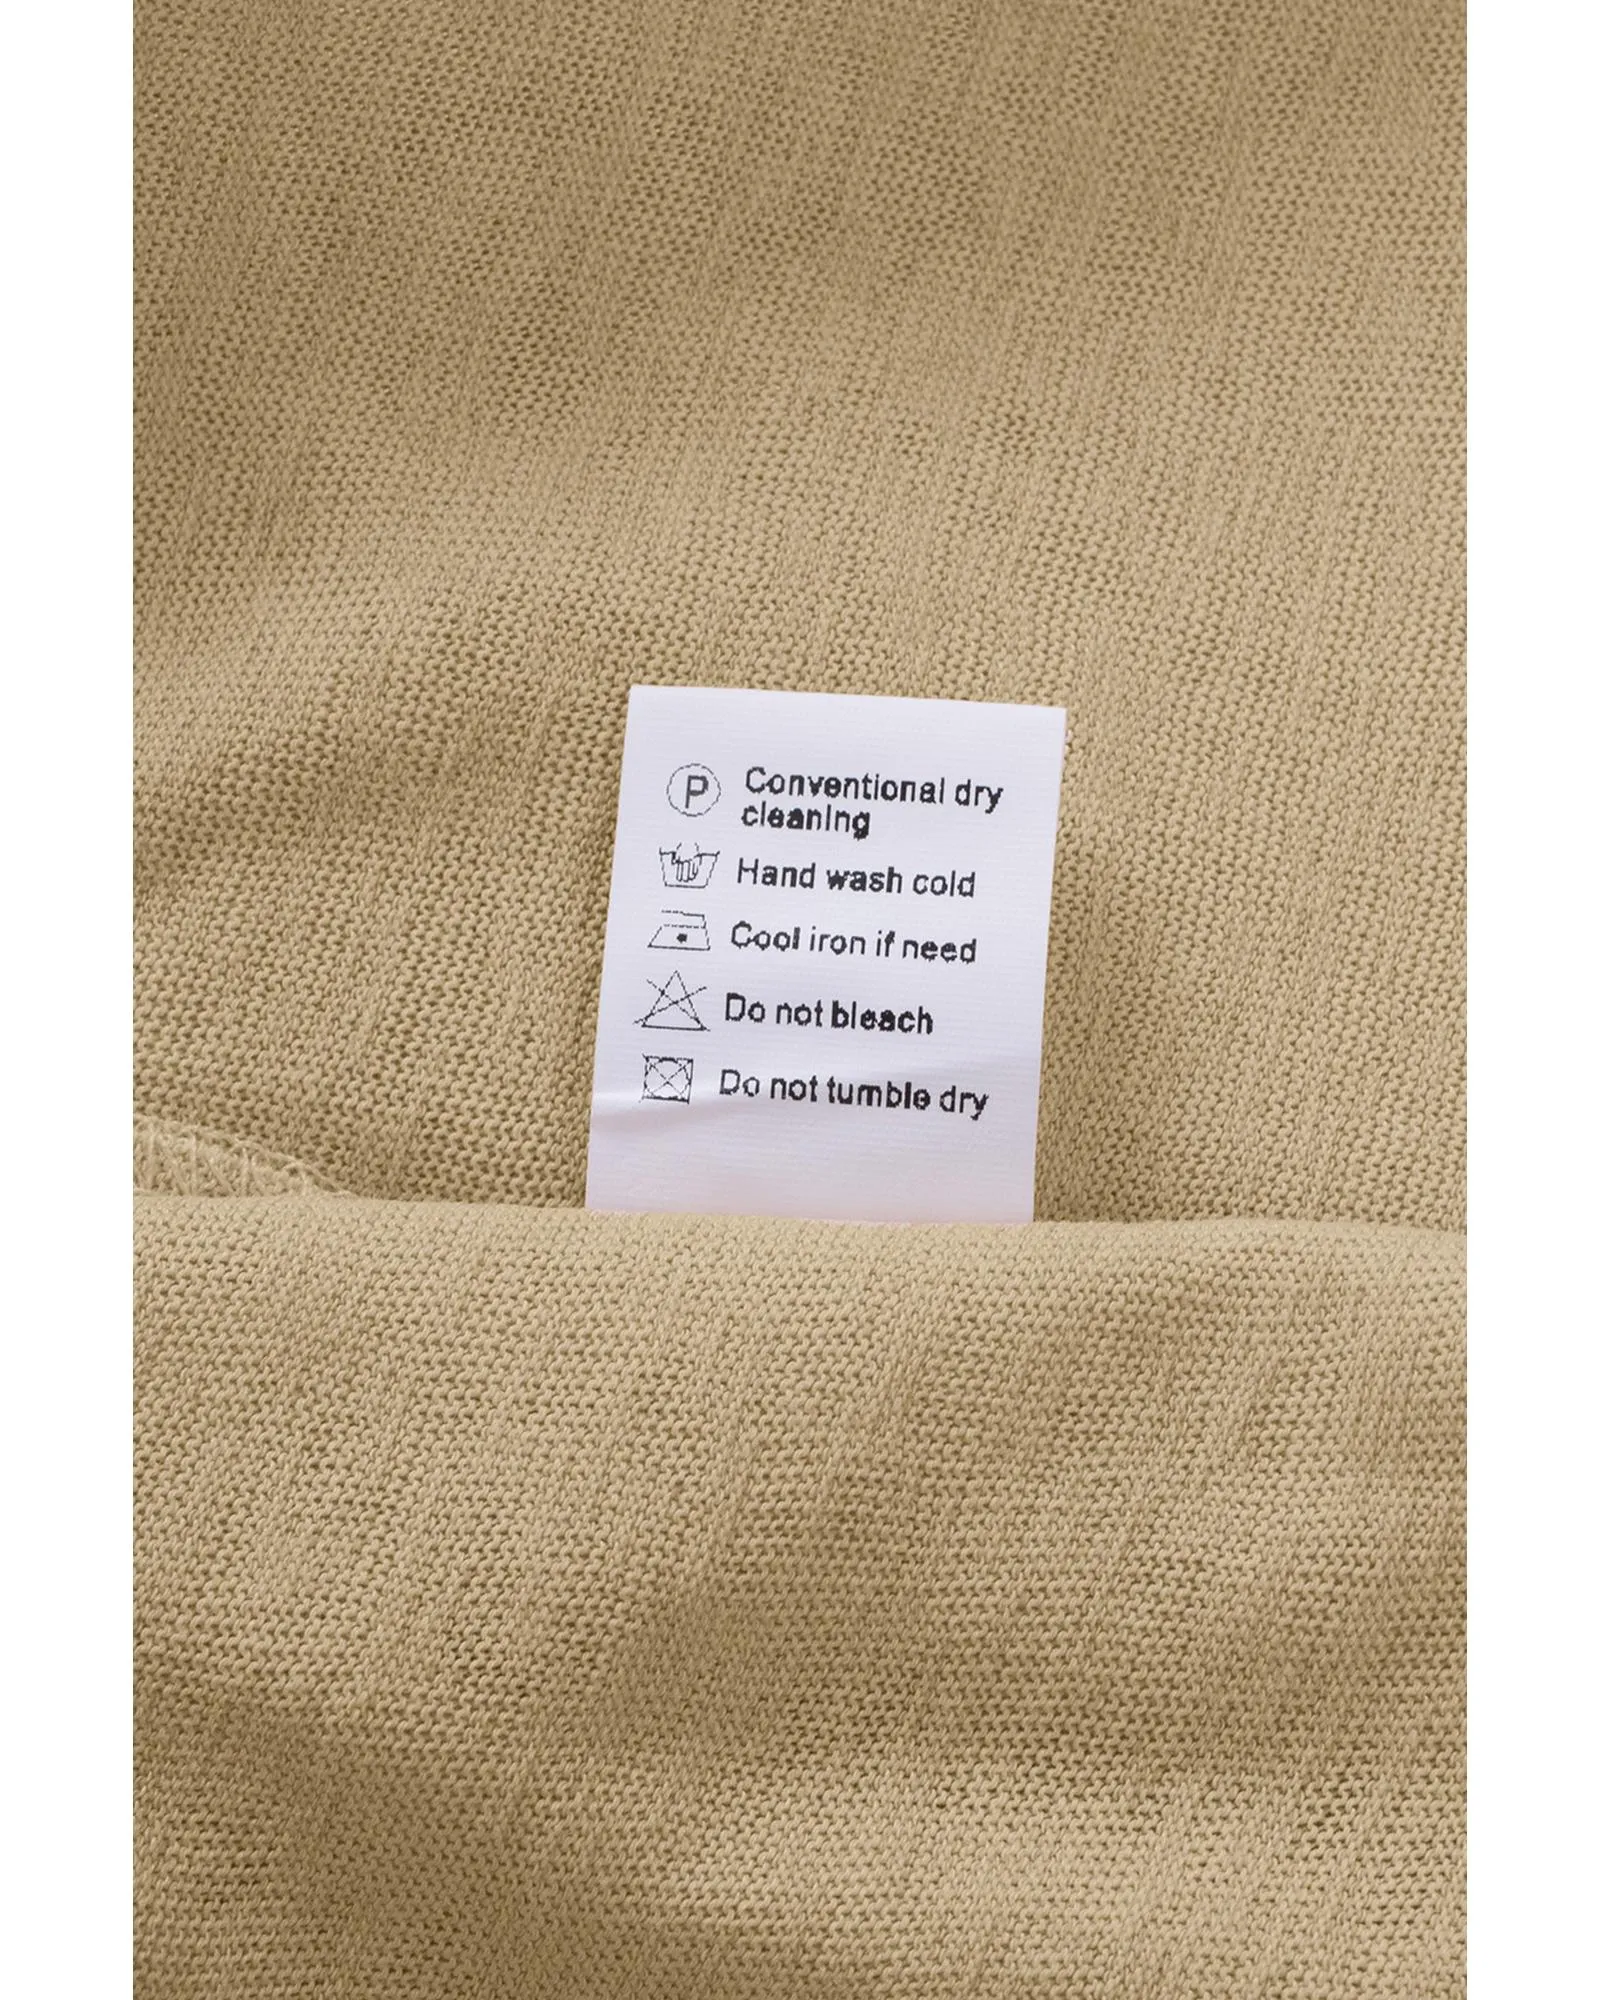 P Conventional dry
cleaning
Hand wash cold
Cool iron if need
Do not bleach
Do not tumble dry